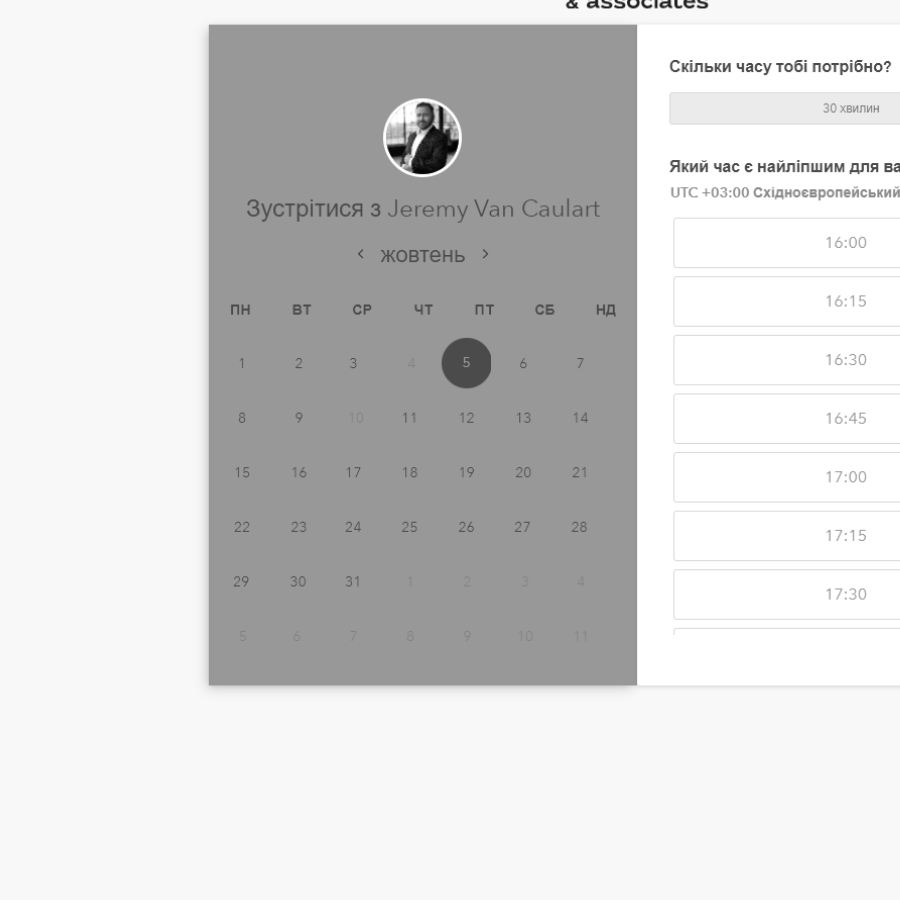 & associates
Зустрітися з Jeremy Van Caulart
жовтень
ПН ВТ СР ЧТ ПТ СБ НД
1 2 3 4 5 6 7
8 9 10 11 12 13 14
15 16 17 18 19 20 21
22 23 24 25 26 27 28
29 30 31 1 2 3 4
5 6 7 8 9 10 11
Скільки часу тобі потрібно?
30 хвилин
Який час є найліпшим для ва
UTC +03:00 Східноєвропейський
16:00
16:15
16:30
16:45
17:00
17:15
17:30